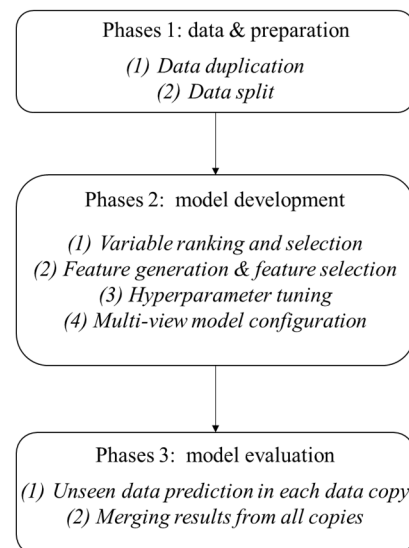 Phases 1: data & preparation
(1) Data duplication
(2) Data split
Phases 2:  model development
(1) Variable ranking and selection
(2) Feature generation & feature selection
(3) Hyperparameter tuning
(4) Multi-view model configuration
Phases 3:  model evaluation
(1) Unseen data prediction in each data copy
(2) Merging results from all copies